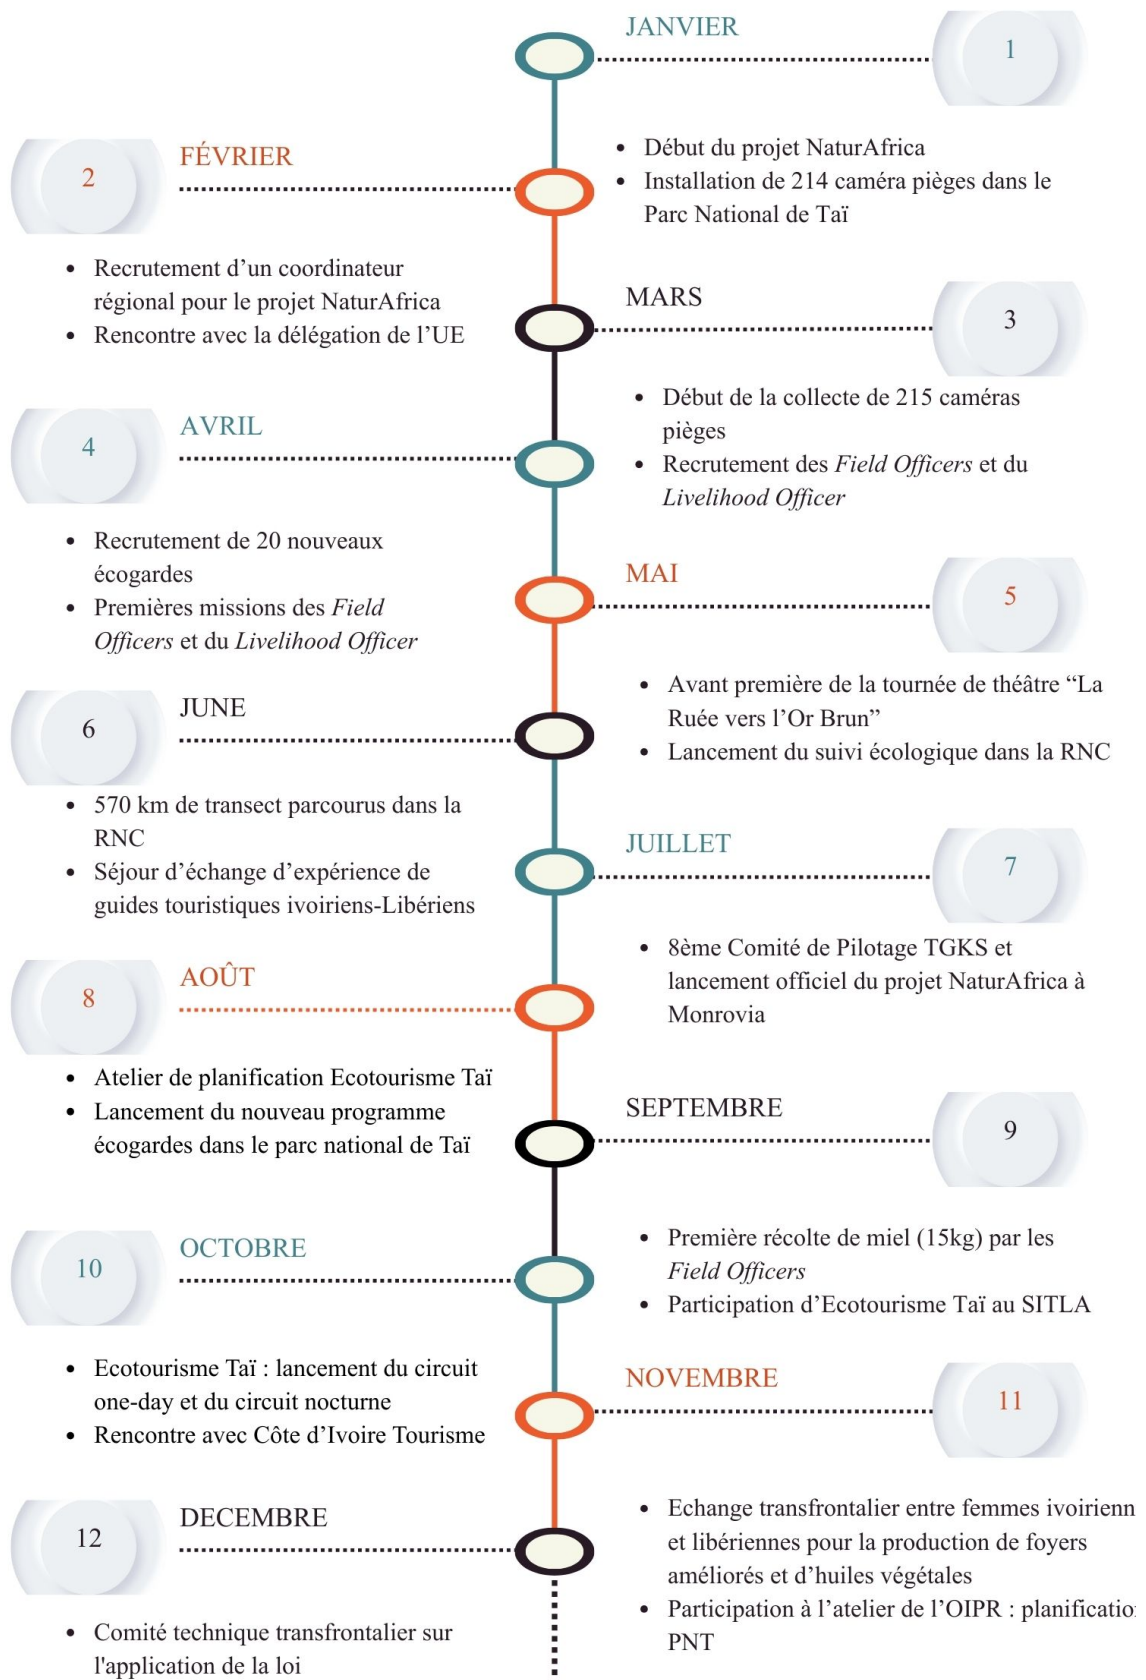 JANVIER
1
• Début du projet NaturAfrica
• Installation de 214 caméra pièges dans le
Parc National de Taï
2
FÉVRIER
• Recrutement d’un coordinateur
régional pour le projet NaturAfrica
• Rencontre avec la délégation de l’UE
MARS
3
• Début de la collecte de 215 caméras
pièges
• Recrutement des Field Officers et du
Livelihood Officer
4
AVRIL
• Recrutement de 20 nouveaux
écogardes
• Premières missions des Field
Officers et du Livelihood Officer
MAI
5
• Avant première de la tournée de théâtre “La
Ruée vers l’Or Brun”
• Lancement du suivi écologique dans la RNC
6
JUNE
• 570 km de transect parcourus dans la
RNC
• Séjour d’échange d’expérience de
guides touristiques ivoiriens-Libériens
JUILLET
7
• 8ème Comité de Pilotage TGKS et
lancement officiel du projet NaturAfrica à
Monrovia
8
AOÛT
• Atelier de planification Ecotourisme Taï
• Lancement du nouveau programme
écogardes dans le parc national de Taï
SEPTEMBRE
9
• Première récolte de miel (15kg) par les
Field Officers
• Participation d’Ecotourisme Taï au SITLA
10
OCTOBRE
• Ecotourisme Taï : lancement du circuit
one-day et du circuit nocturne
• Rencontre avec Côte d’Ivoire Tourisme
NOVEMBRE
11
• Echange transfrontalier entre femmes ivoirienn
et libériennes pour la production de foyers
améliorés et d’huiles végétales
• Participation à l’atelier de l’OIPR : planification
PNT
12
DECEMBRE
• Comité technique transfrontalier sur
l'application de la loi